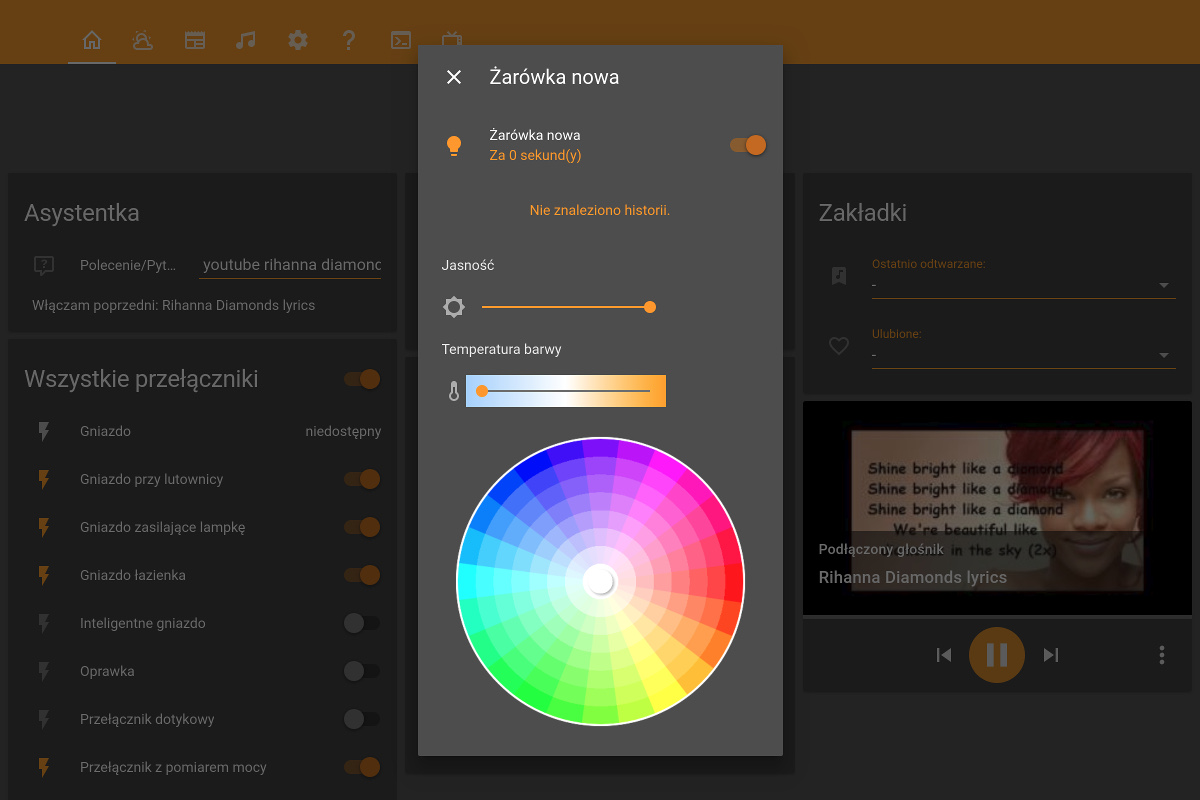 Żarówka nowa
Żarówka nowa
Za 0 sekund(y)
Nie znaleziono historii.
Jasność
Temperatura barwy
Asystentka
Polecenie/Pyt...
youtube rihanna diamond
Włączam poprzedni: Rihanna Diamonds lyrics
Wszystkie przełączniki
Gniazdo
niedostępny
Gniazdo przy lutownicy
Gniazdo zasilające lampkę
Gniazdo łazienka
Inteligentne gniazdo
Oprawka
Przełącznik dotykowy
Przełącznik z pomiarem mocy
Zakładki
Ostatnio odtwarzane:
-
Ulubione:
-
Shine bright like a diamond
Shine bright like a diamond
Shine bright like a diamond
We're beautiful like
in the sky (2x)
Podłączony głośnik
Rihanna Diamonds lyrics